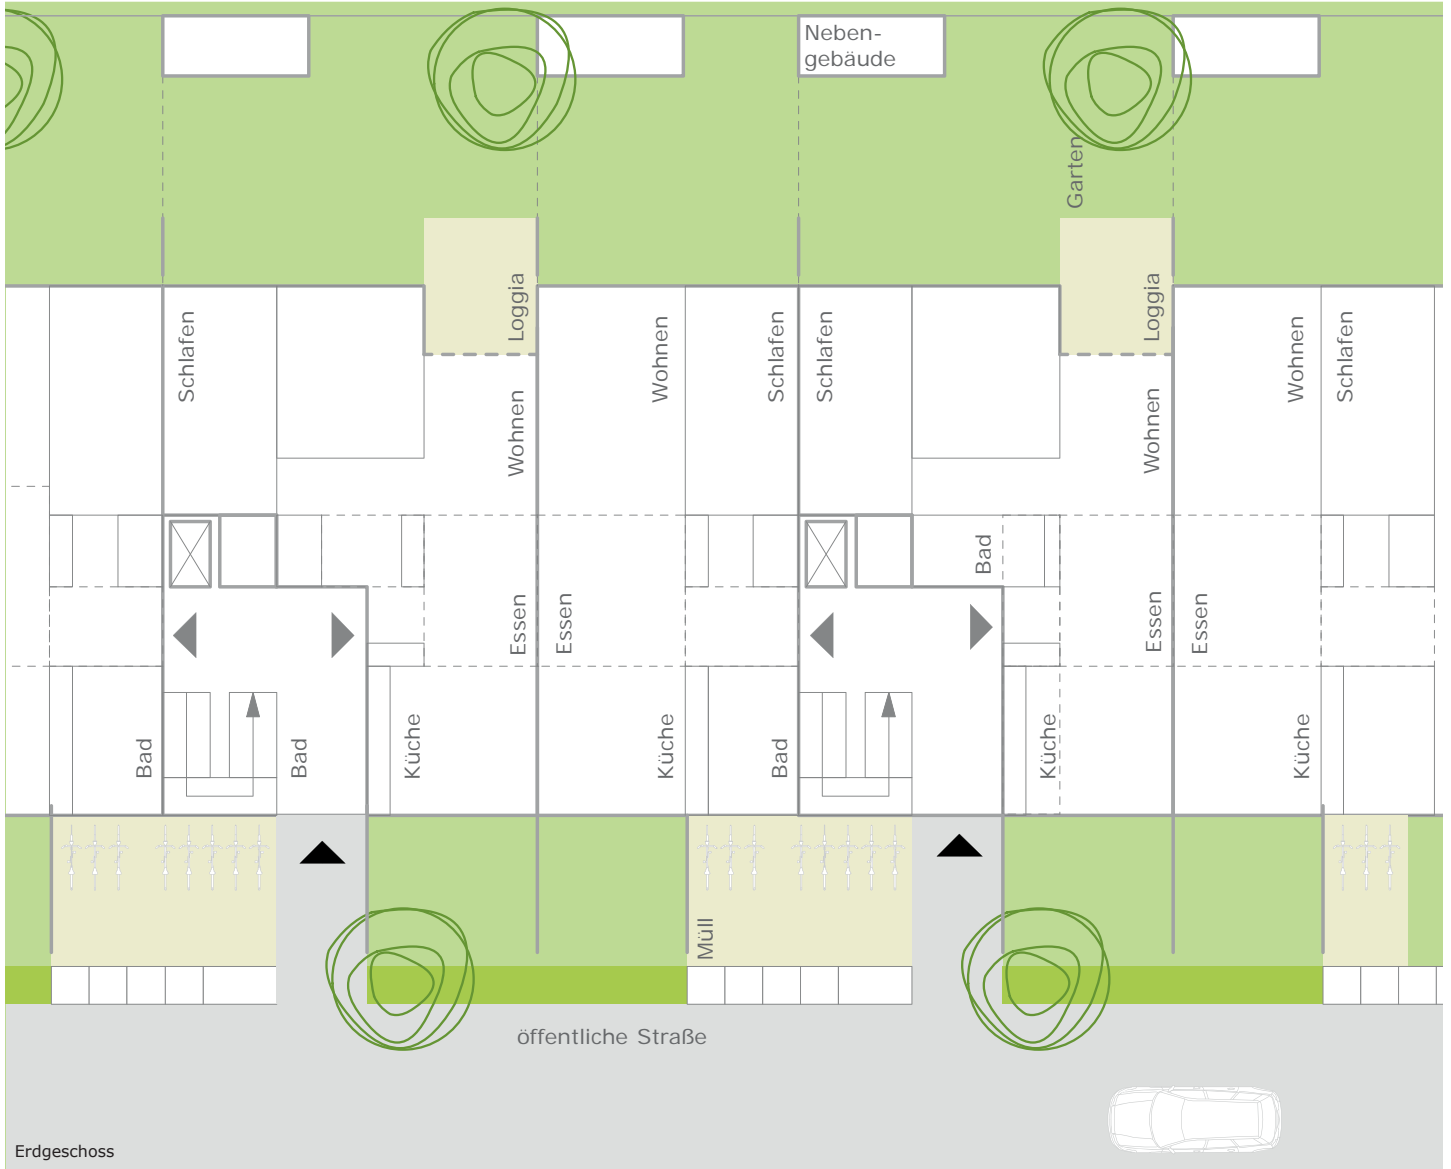 Neben-
gebäude
Garten
Loggia
Loggia
Schlafen
Wohnen
Schlafen
Schlafen
Wohnen
Schlafen
Wohnen
Wohnen
Bad
Essen
Essen
Essen
Essen
Bad
Bad
Küche
Küche
Bad
Küche
Küche
Müll
öffentliche Straße
Erdgeschoss